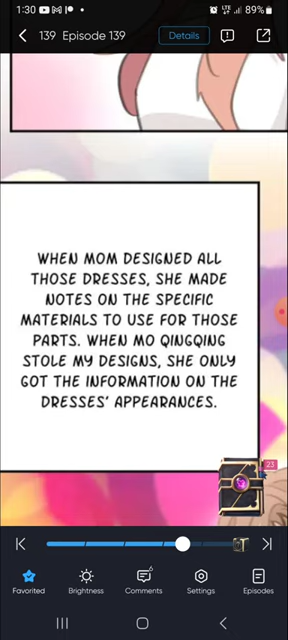 1:30
LTE
89%
139 Episode 139
Details
WHEN MOM DESIGNED ALL
THOSE DRESSES, SHE MADE
NOTES ON THE SPECIFIC
MATERIALS TO USE FOR THOSE
PARTS. WHEN MO QINGQING
STOLE MY DESIGNS, SHE ONLY
GOT THE INFORMATION ON THE
DRESSES' APPEARANCES.
23
Favorited
Brightness
Comments
Settings
Episodes